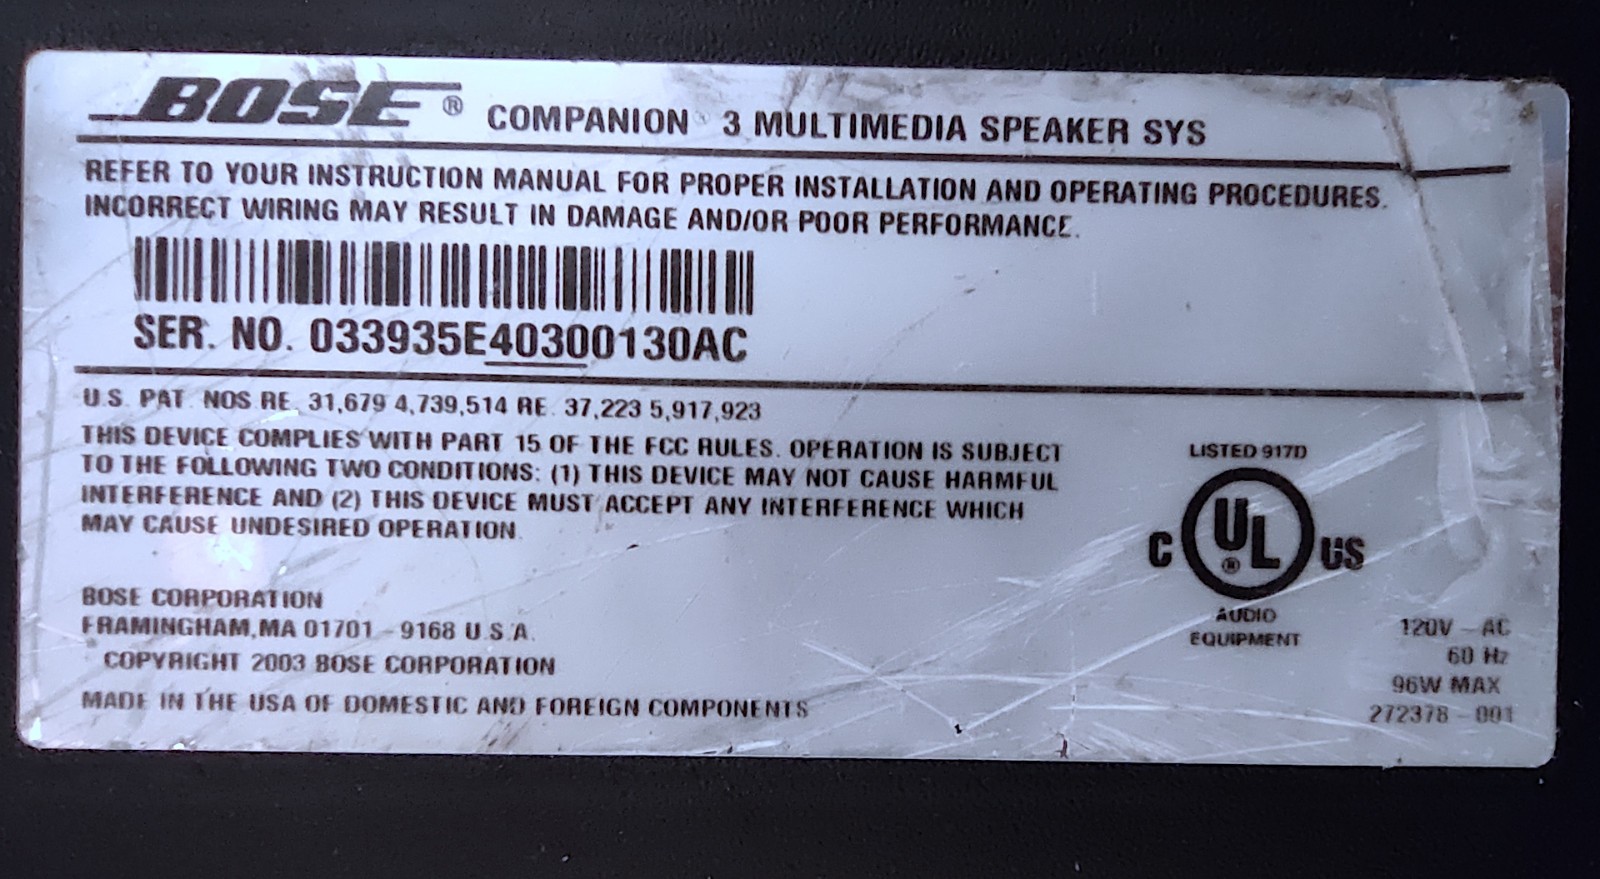 BOSE® COMPANION® 3 MULTIMEDIA SPEAKER SYS
REFER TO YOUR INSTRUCTION MANUAL FOR PROPER INSTALLATION AND OPERATING PROCEDURES.
INCORRECT WIRING MAY RESULT IN DAMAGE AND/OR POOR PERFORMANCE.
SER. NO. 033935E40300130AC
U.S. PAT. NOS RE. 31,679 4,739,514 RE. 37,223 5,917,923
THIS DEVICE COMPLIES WITH PART 15 OF THE FCC RULES. OPERATION IS SUBJECT
TO THE FOLLOWING TWO CONDITIONS: (1) THIS DEVICE MAY NOT CAUSE HARMFUL
INTERFERENCE AND (2) THIS DEVICE MUST ACCEPT ANY INTERFERENCE WHICH
MAY CAUSE UNDESIRED OPERATION.
BOSE CORPORATION
FRAMINGHAM, MA 01701 - 9168 U.S.A.
COPYRIGHT 2003 BOSE CORPORATION
MADE IN THE USA OF DOMESTIC AND FOREIGN COMPONENTS
LISTED 917D
C UL® US
AUDIO
EQUIPMENT
120V - AC
60 Hz
96W MAX
272378 - 001